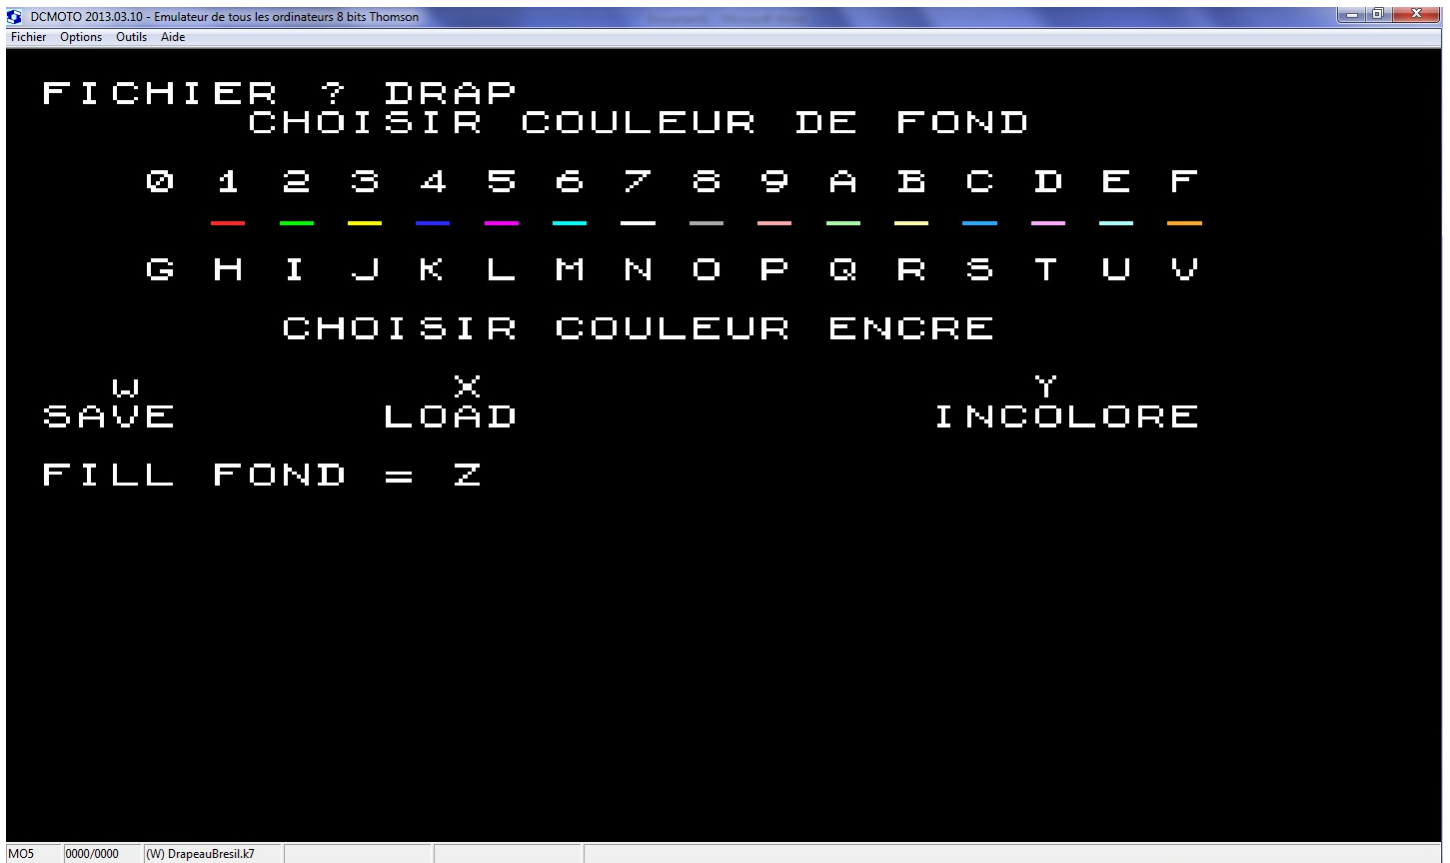 DCMOTO 2013.03.10 - Emulateur de tous les ordinateurs 8 bits Thomson
Fichier Options Outils Aide
FICHIER ? DRAP
CHOISIR COULEUR DE FOND
0 1 2 3 4 5 6 7 8 9 A B C D E F
G H I J K L M N O P Q R S T U V
CHOISIR COULEUR ENCRE
W X Y
SAVE LOAD INCOLORE
FILL FOND = Z
MO5 0000/0000 (W) DrapeauBresil.k7